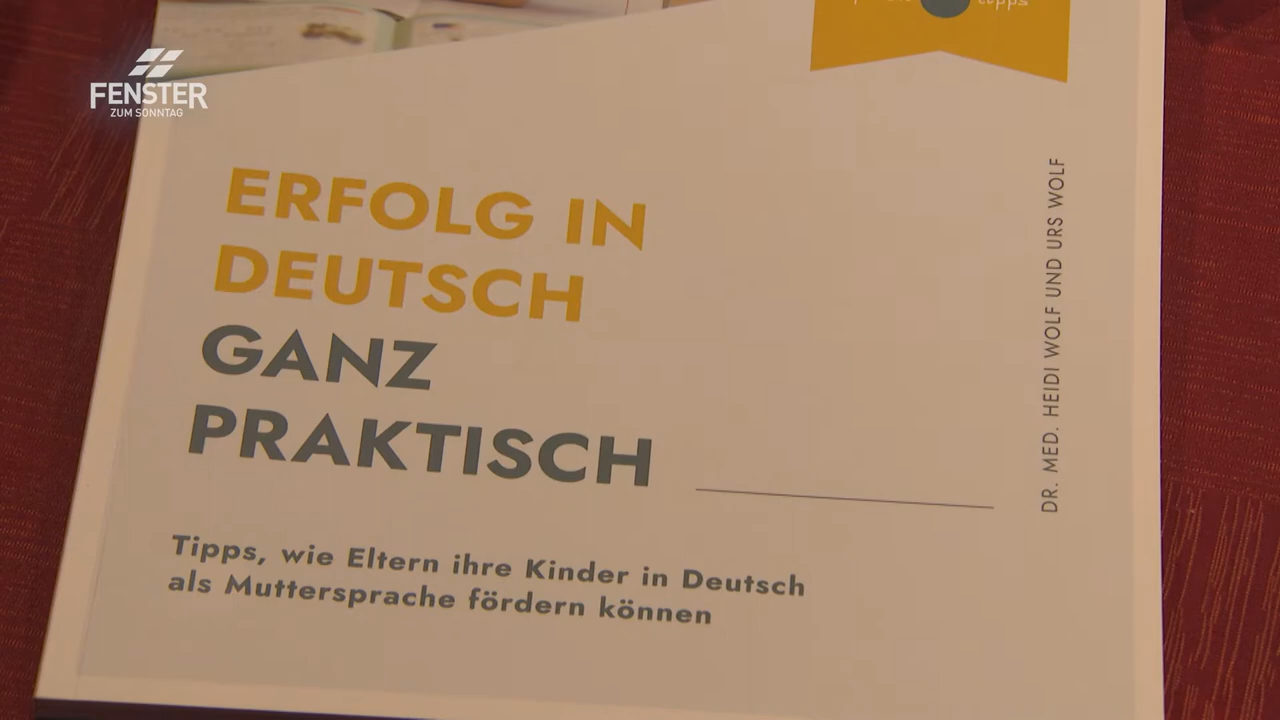 tipps
FENSTER
ZUM SONNTAG
ERFOLG IN
DEUTSCH
GANZ
PRAKTISCH
DR. MED. HEIDI WOLF UND URS WOLF
Tipps, wie Eltern ihre Kinder in Deutsch
als Muttersprache fördern können